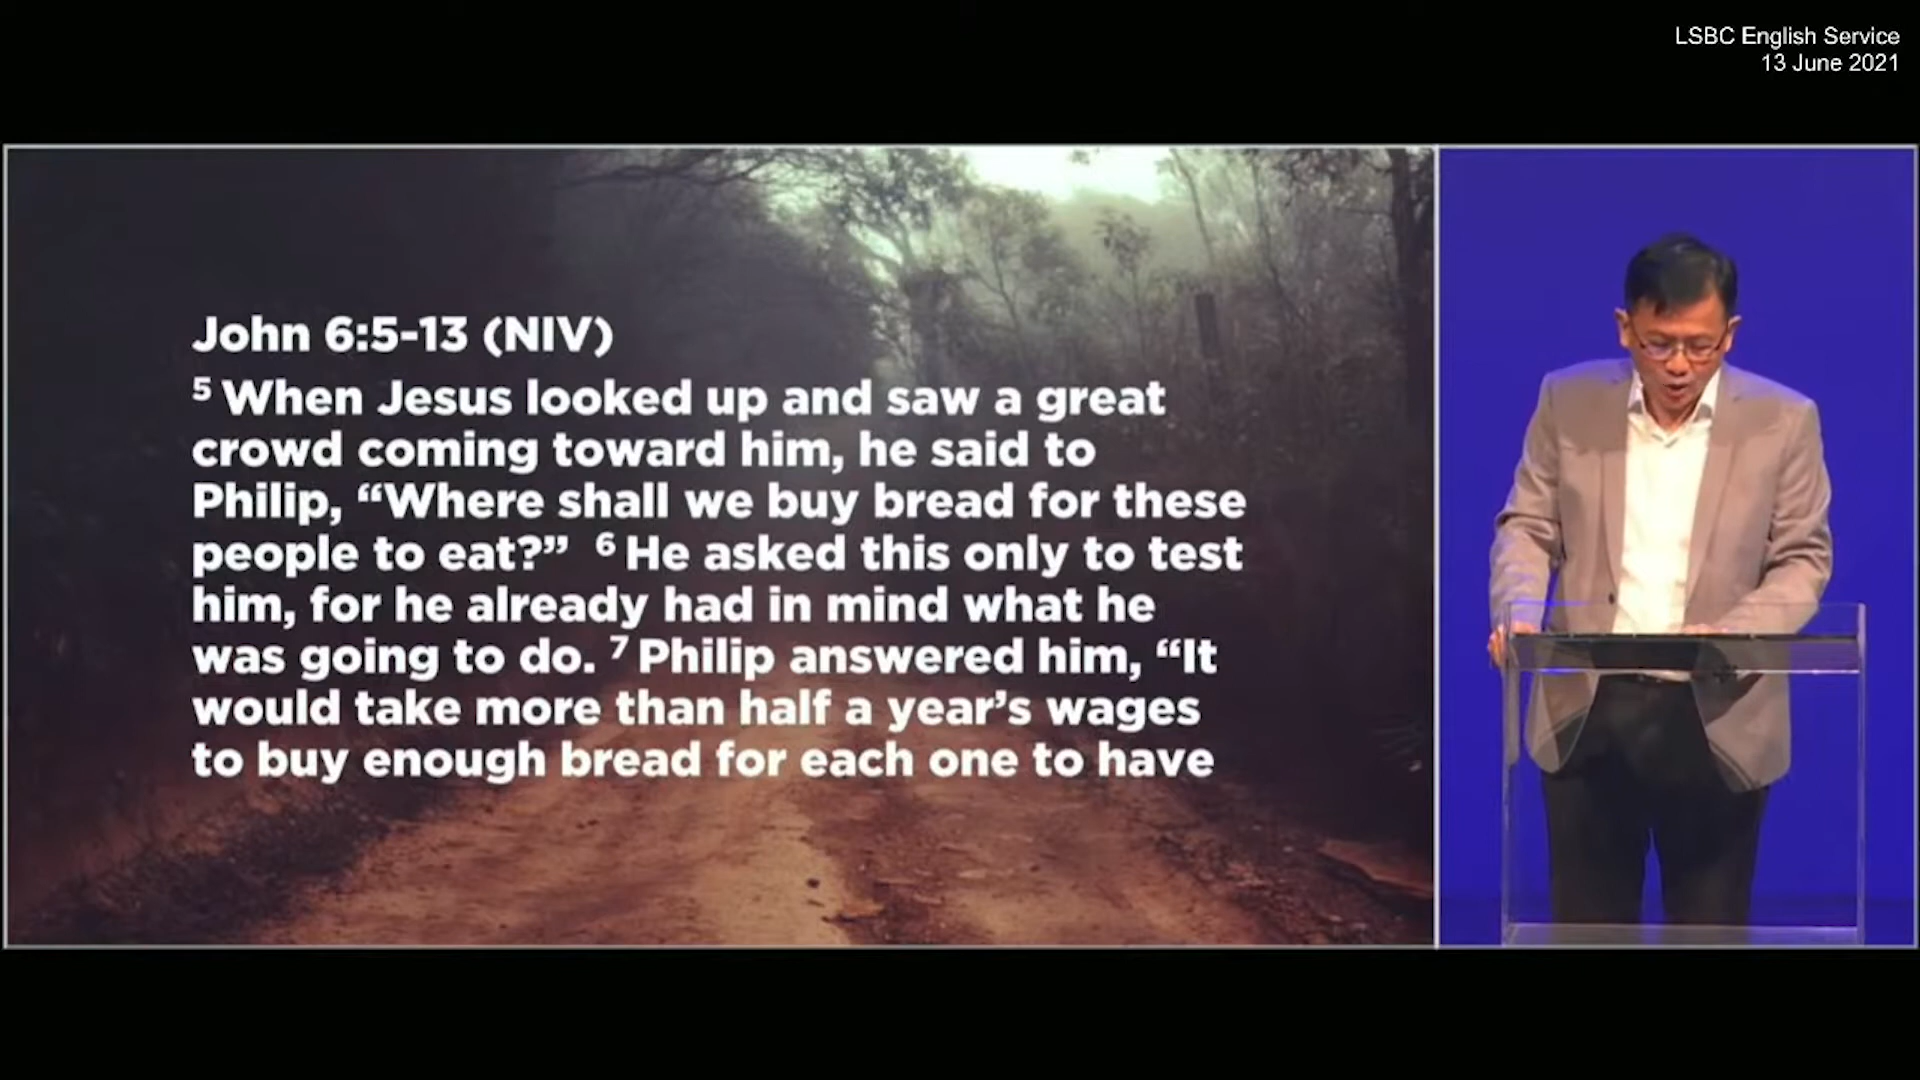 LSBC English Service
13 June 2021
John 6:5-13 (NIV)
⁵ When Jesus looked up and saw a great
crowd coming toward him, he said to
Philip, “Where shall we buy bread for these
people to eat?” ⁶ He asked this only to test
him, for he already had in mind what he
was going to do. ⁷ Philip answered him, “It
would take more than half a year’s wages
to buy enough bread for each one to have